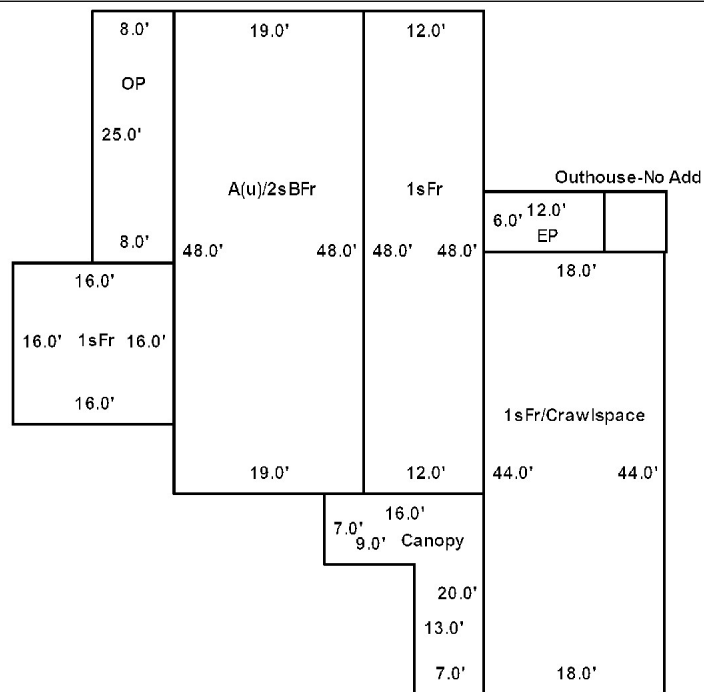 8.0' 19.0' 12.0'
OP
25.0'
Outhouse-No Add
A(u)/2sBFr 1sFr
6.0' 12.0'
EP
8.0'
48.0' 48.0' 48.0' 48.0'
16.0' 18.0'
16.0' 1sFr 16.0'
16.0'
1sFr/Crawlspace
19.0' 12.0' 44.0' 44.0'
16.0'
7.0'
9.0' Canopy
20.0'
13.0'
7.0' 18.0'